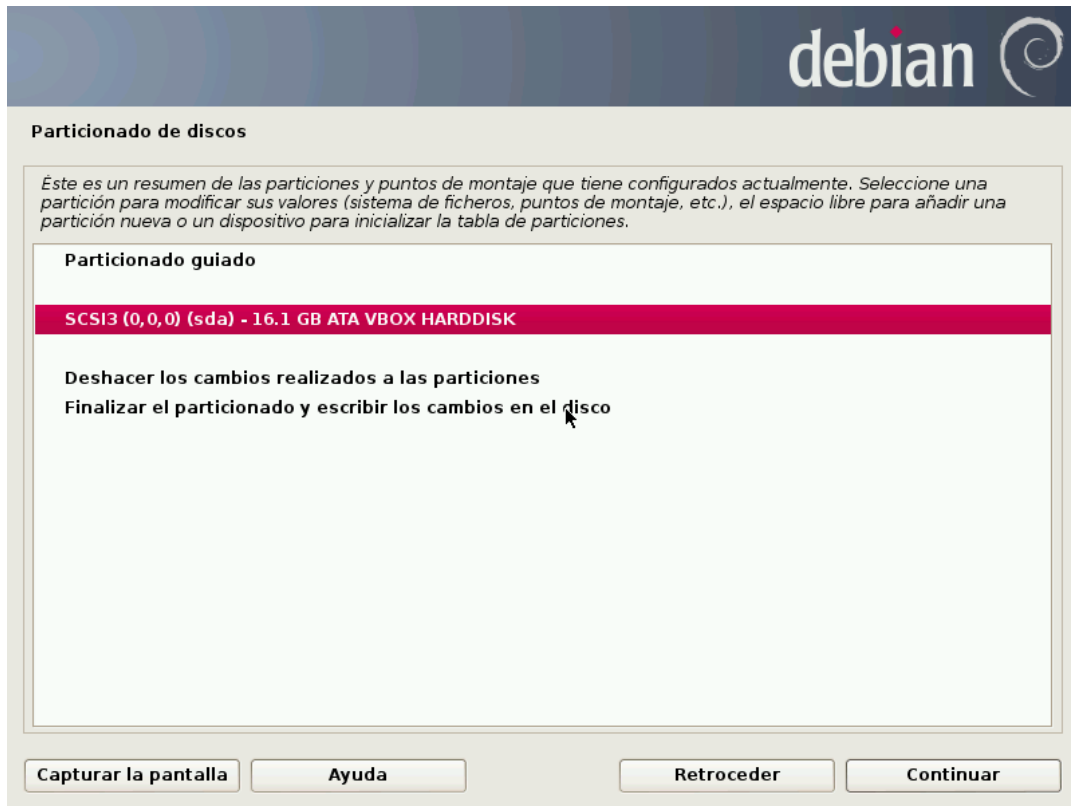 debian
Particionado de discos
Éste es un resumen de las particiones y puntos de montaje que tiene configurados actualmente. Seleccione una
partición para modificar sus valores (sistema de ficheros, puntos de montaje, etc.), el espacio libre para añadir una
partición nueva o un dispositivo para inicializar la tabla de particiones.
Particionado guiado
SCSI3 (0,0,0) (sda) - 16.1 GB ATA VBOX HARDDISK
Deshacer los cambios realizados a las particiones
Finalizar el particionado y escribir los cambios en el disco
Capturar la pantalla
Ayuda
Retroceder
Continuar